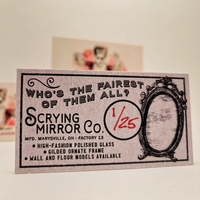 WHO'S THE FAIREST
OF THEM ALL?
SCRYING
MIRROR CO.
1/25
MFD. MARYSVILLE, OH - FACTORY 12
• HIGH-FASHION POLISHED GLASS
• GILDED ORNATE FRAME
• WALL AND FLOOR MODELS AVAILABLE